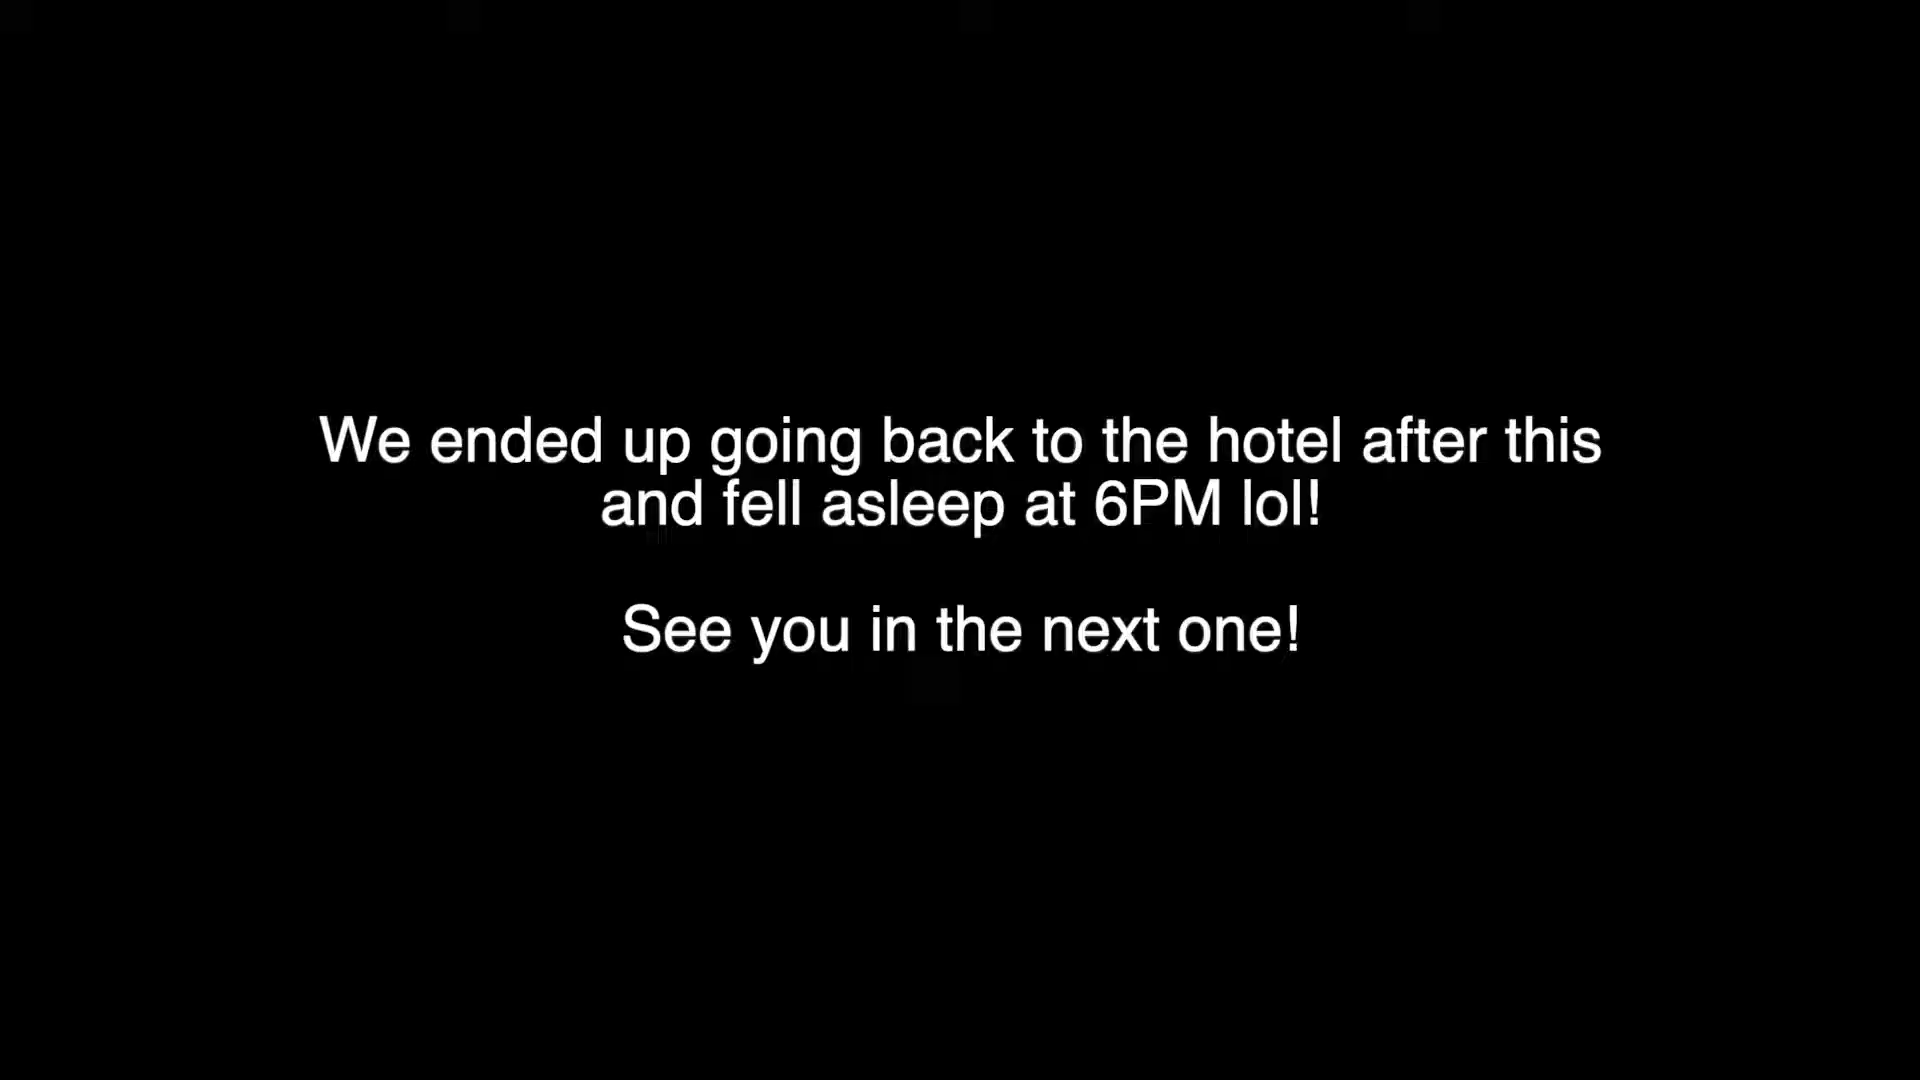 We ended up going back to the hotel after this
and fell asleep at 6PM lol!
See you in the next one!